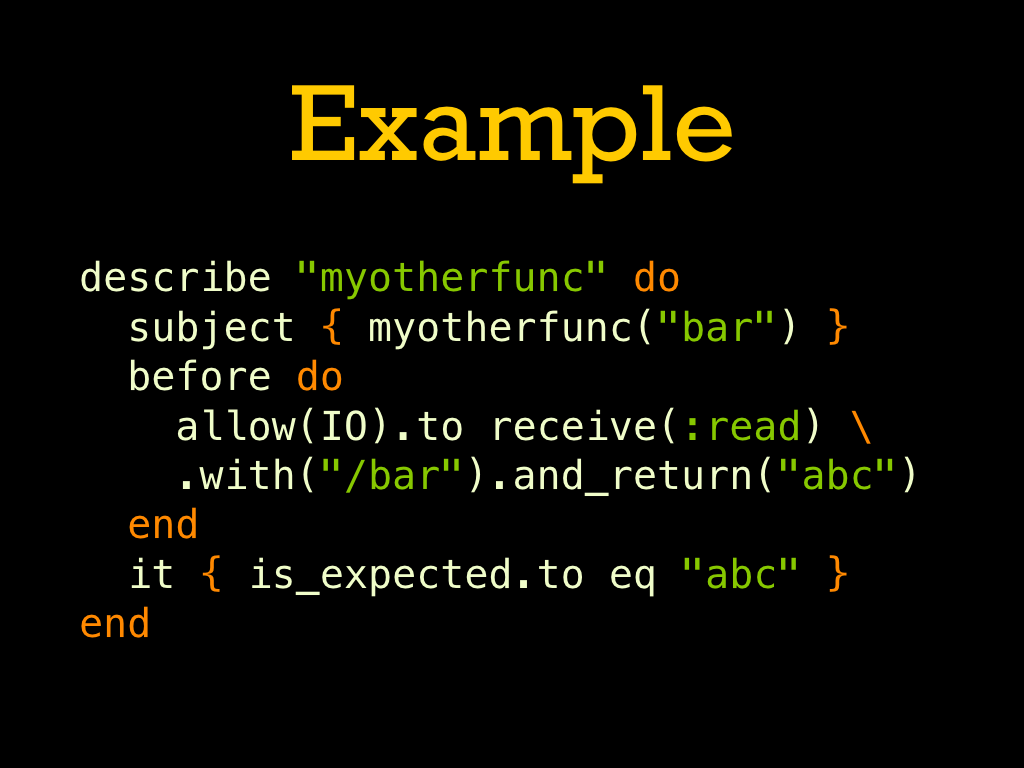 Example
describe "myotherfunc" do
  subject { myotherfunc("bar") }
  before do
    allow(IO).to receive(:read) \
    .with("/bar").and_return("abc")
  end
  it { is_expected.to eq "abc" }
end